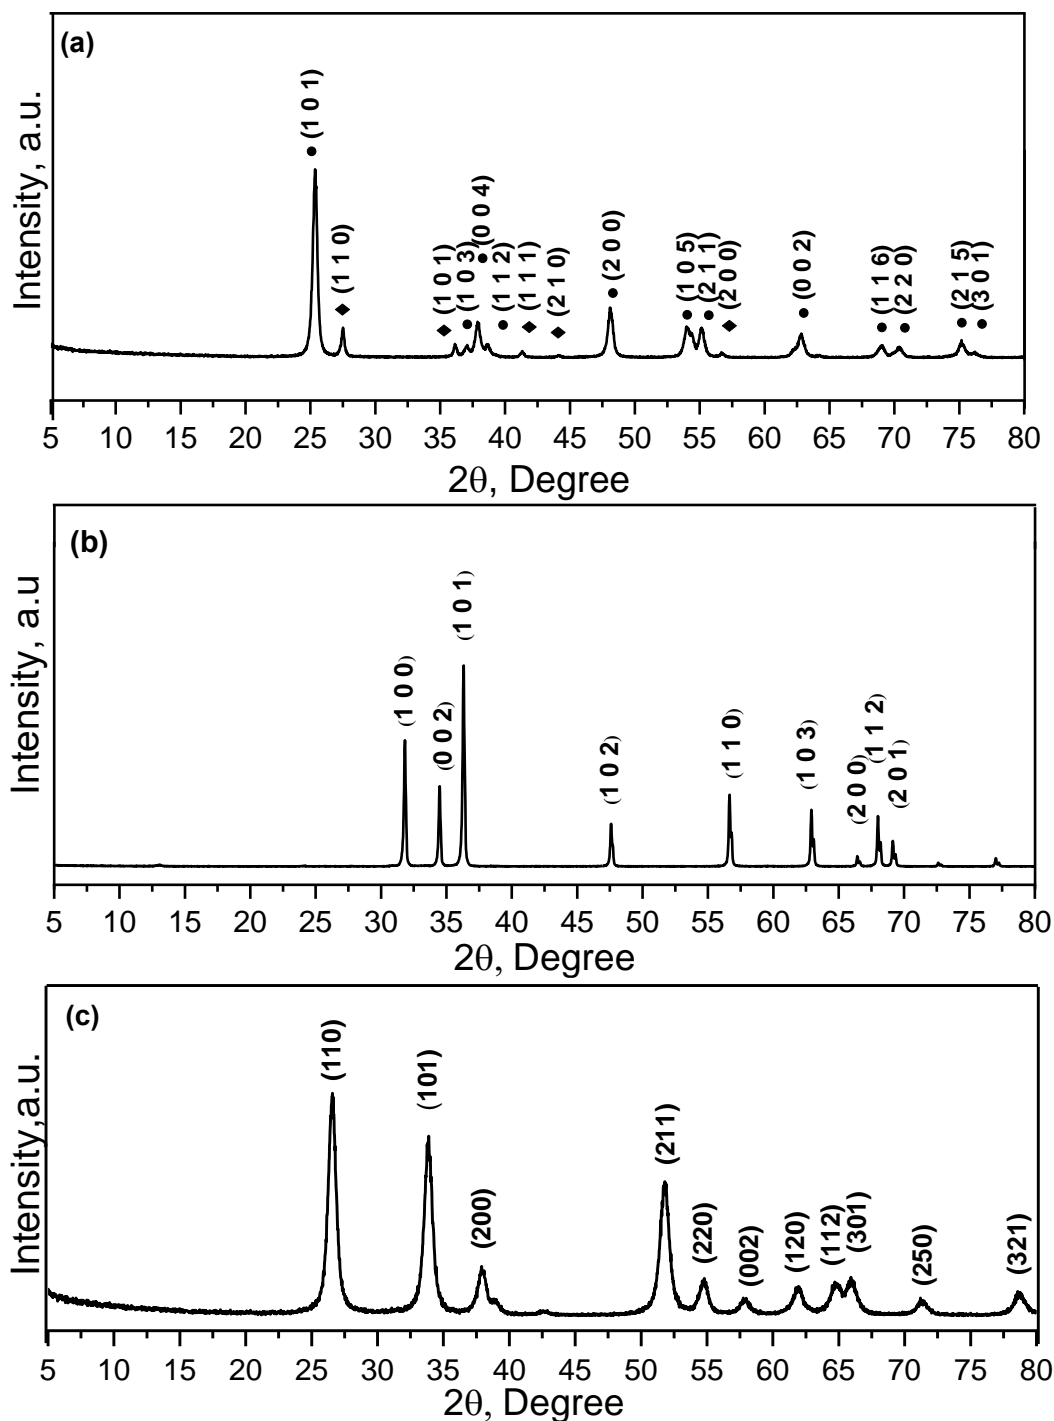 (a)
Intensity, a.u.
● (1 0 1)
◆ (1 1 0)
◆ (1 0 1)
● (1 0 3)
● (0 0 4)
● (1 1 2)
◆ (1 1 1)
◆ (2 1 0)
● (2 0 0)
● (1 0 5)
● (2 1 1)
◆ (2 0 0)
● (0 0 2)
● (1 1 6)
● (2 2 0)
● (2 1 5)
● (3 0 1)
5 10 15 20 25 30 35 40 45 50 55 60 65 70 75 80
2θ, Degree
(b)
Intensity, a.u
(1 0 0)
(0 0 2)
(1 0 1)
(1 0 2)
(1 1 0)
(1 0 3)
(2 0 0)
(1 1 2)
(2 0 1)
5 10 15 20 25 30 35 40 45 50 55 60 65 70 75 80
2θ, Degree
(c)
Intensity,a.u.
(110)
(101)
(200)
(211)
(220)
(002)
(120)
(112)
(301)
(250)
(321)
5 10 15 20 25 30 35 40 45 50 55 60 65 70 75 80
2θ, Degree